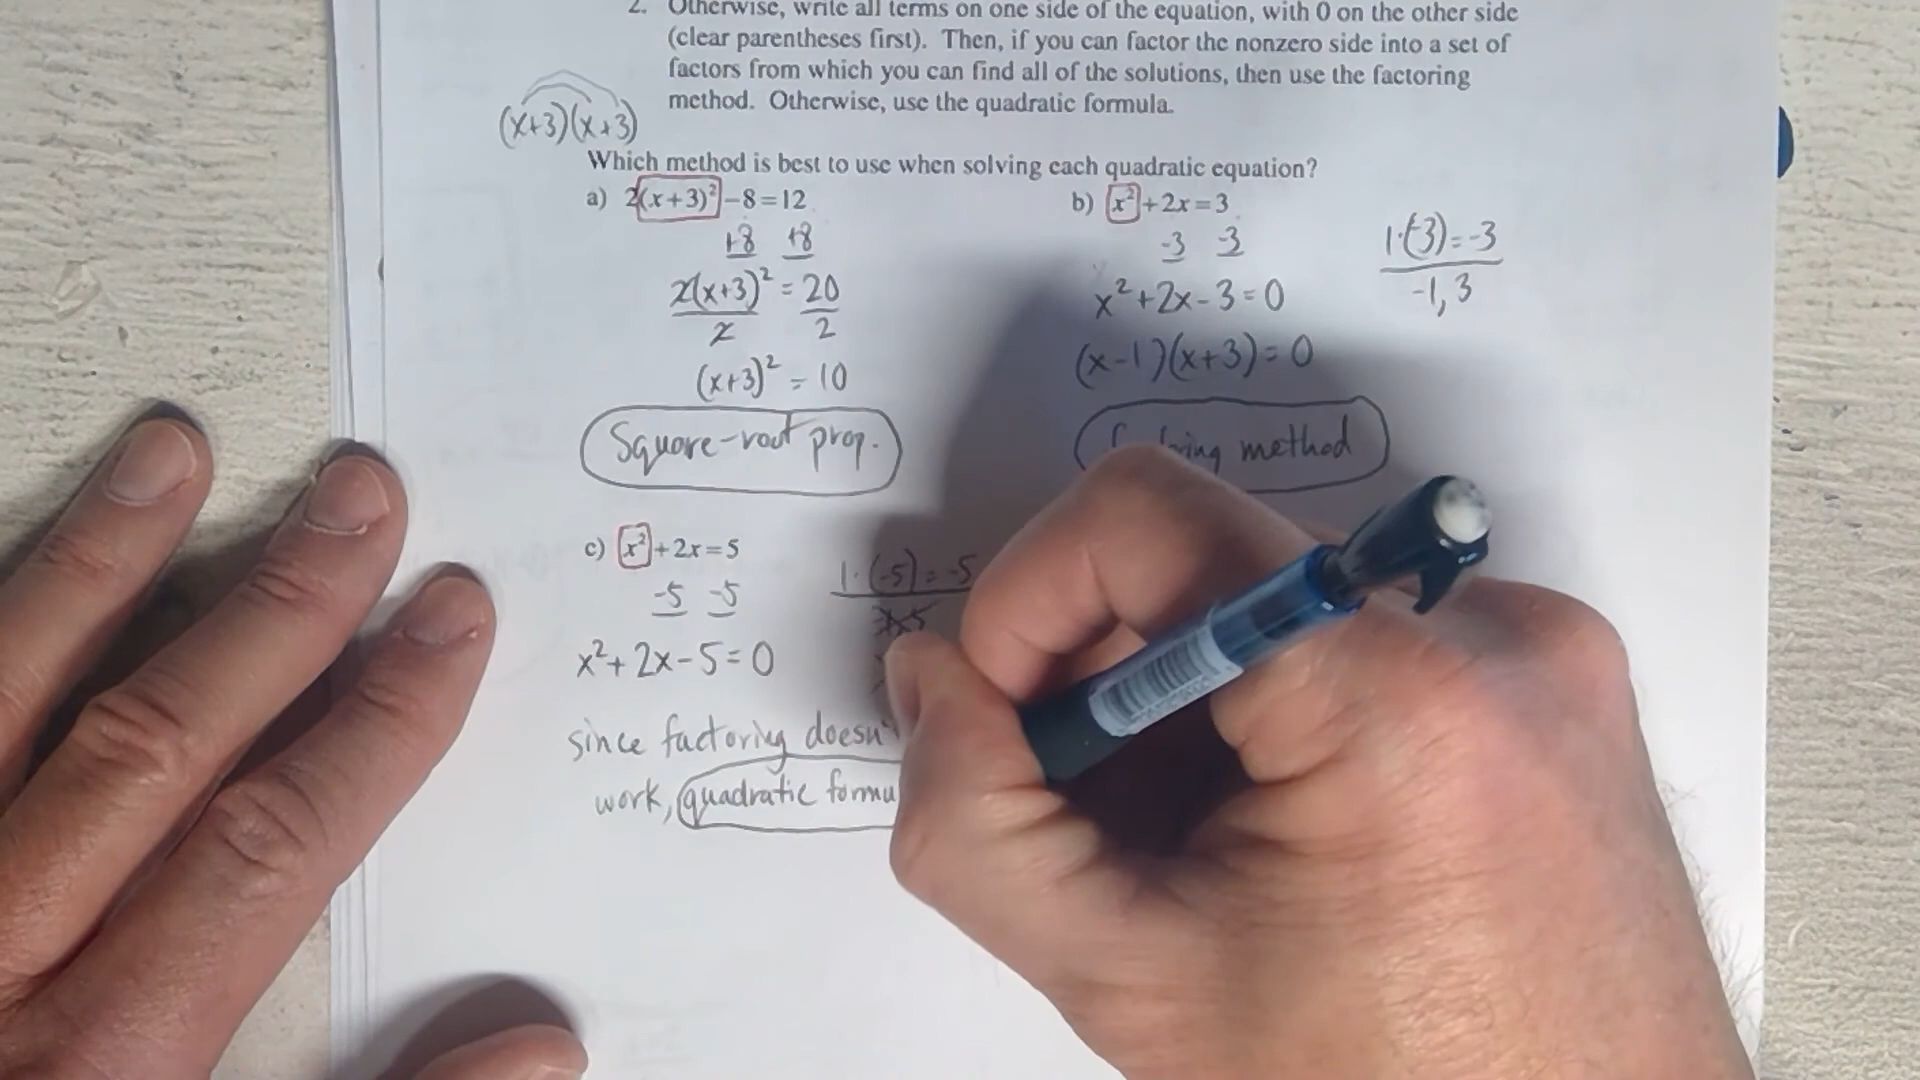 2. Otherwise, write all terms on one side of the equation, with 0 on the other side
(clear parentheses first). Then, if you can factor the nonzero side into a set of
factors from which you can find all of the solutions, then use the factoring
method. Otherwise, use the quadratic formula.
(x+3)(x+3)
Which method is best to use when solving each quadratic equation?
a) 2(x+3)²−8=12
+8 +8
2(x+3)² = 20
2 2
(x+3)² = 10
Square-root prop.
b) x²+2x=3
-3 -3
x²+2x-3=0
(x-1)(x+3)=0
method
1·(-3)=-3
-1, 3
c) x²+2x=5
-5 -5
x²+2x-5=0
1·(-5)=-5
since factoring
work, quadratic